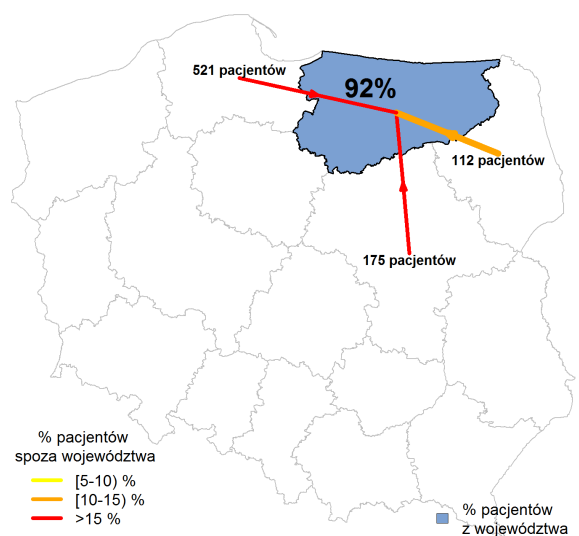 521 pacjentów
92%
112 pacjentów
175 pacjentów
% pacjentów
spoza województwa
[5-10) %
[10-15) %
>15 %
% pacjentów
z województwa